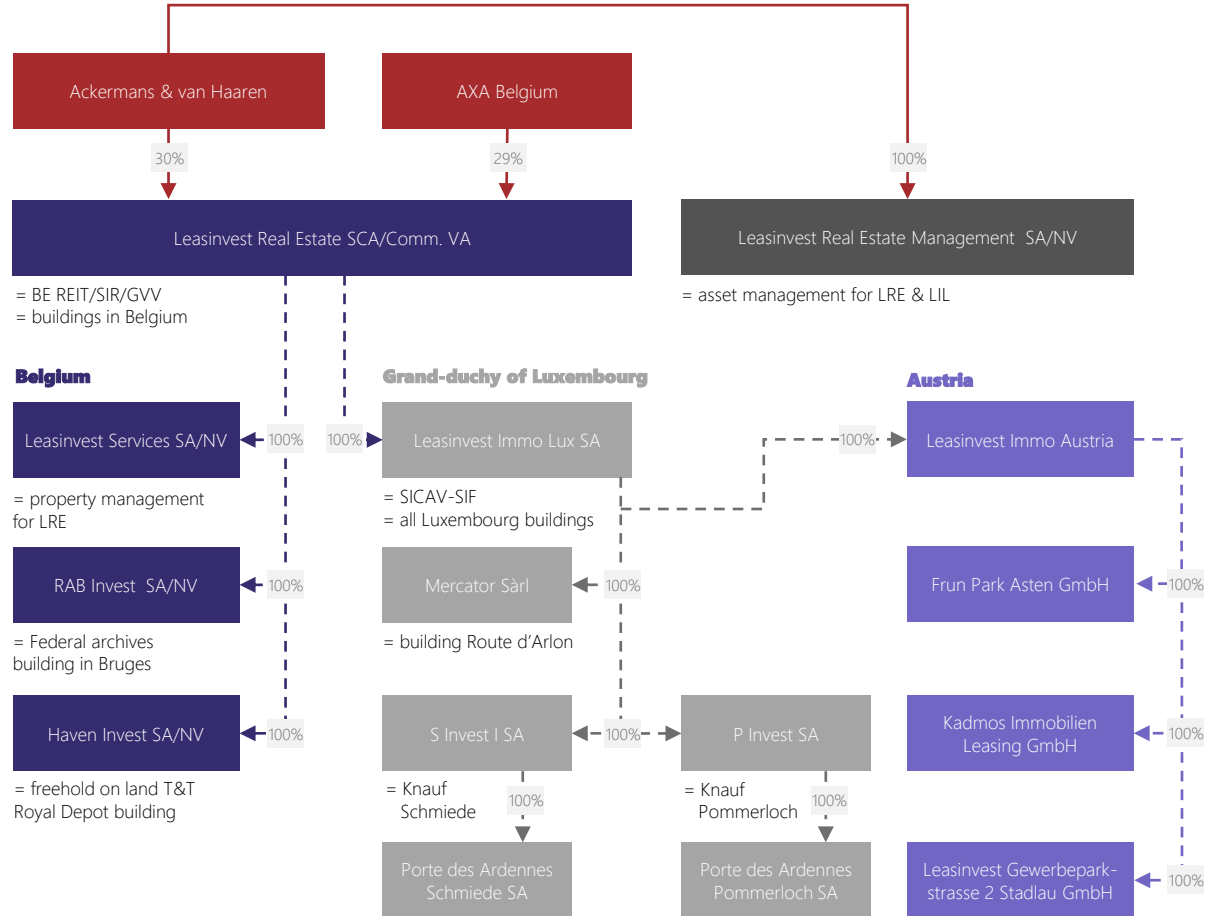 Ackermans & van Haaren
AXA Belgium
30%
29%
100%
Leasinvest Real Estate SCA/Comm. VA
Leasinvest Real Estate Management SA/NV
= BE REIT/SIR/GVV
= buildings in Belgium
= asset management for LRE & LIL
Belgium
Grand-duchy of Luxembourg
Austria
Leasinvest Services SA/NV
100%
100%
Leasinvest Immo Lux SA
100%
Leasinvest Immo Austria
= property management
for LRE
= SICAV-SIF
= all Luxembourg buildings
RAB Invest SA/NV
100%
Mercator Sàrl
100%
Frun Park Asten GmbH
100%
= Federal archives
building in Bruges
= building Route d'Arlon
Haven Invest SA/NV
100%
S Invest I SA
100%
P Invest SA
Kadmos Immobilien
Leasing GmbH
100%
= freehold on land T&T
Royal Depot building
= Knauf
Schmiede
100%
= Knauf
Pommerloch
100%
Porte des Ardennes
Schmiede SA
Porte des Ardennes
Pommerloch SA
Leasinvest Gewerbepark-
strasse 2 Stadlau GmbH
100%